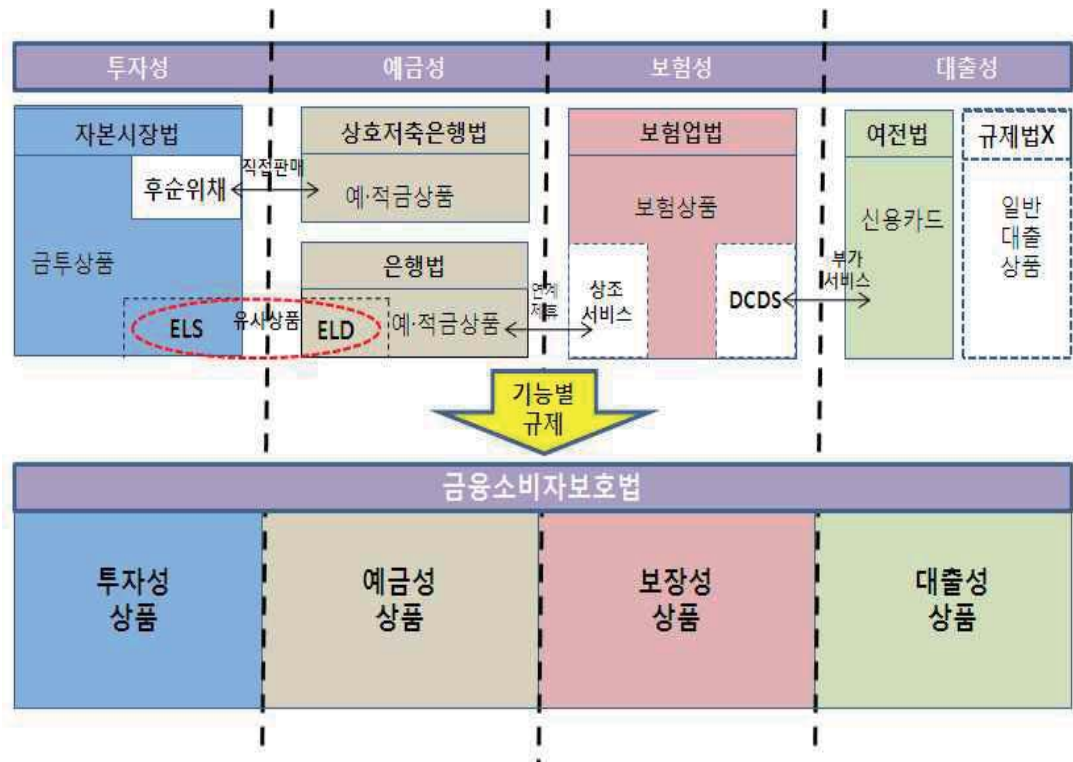 투자성
예금성
보험성
대출성
자본시장법
후순위채
금투상품
ELS
직접판매
유사상품
상호저축은행법
예·적금상품
은행법
ELD
예·적금상품
연계
제휴
보험업법
보험상품
상조
서비스
DCDS
부가
서비스
여전법
신용카드
규제법X
일반
대출
상품
기능별
규제
금융소비자보호법
투자성
상품
예금성
상품
보장성
상품
대출성
상품